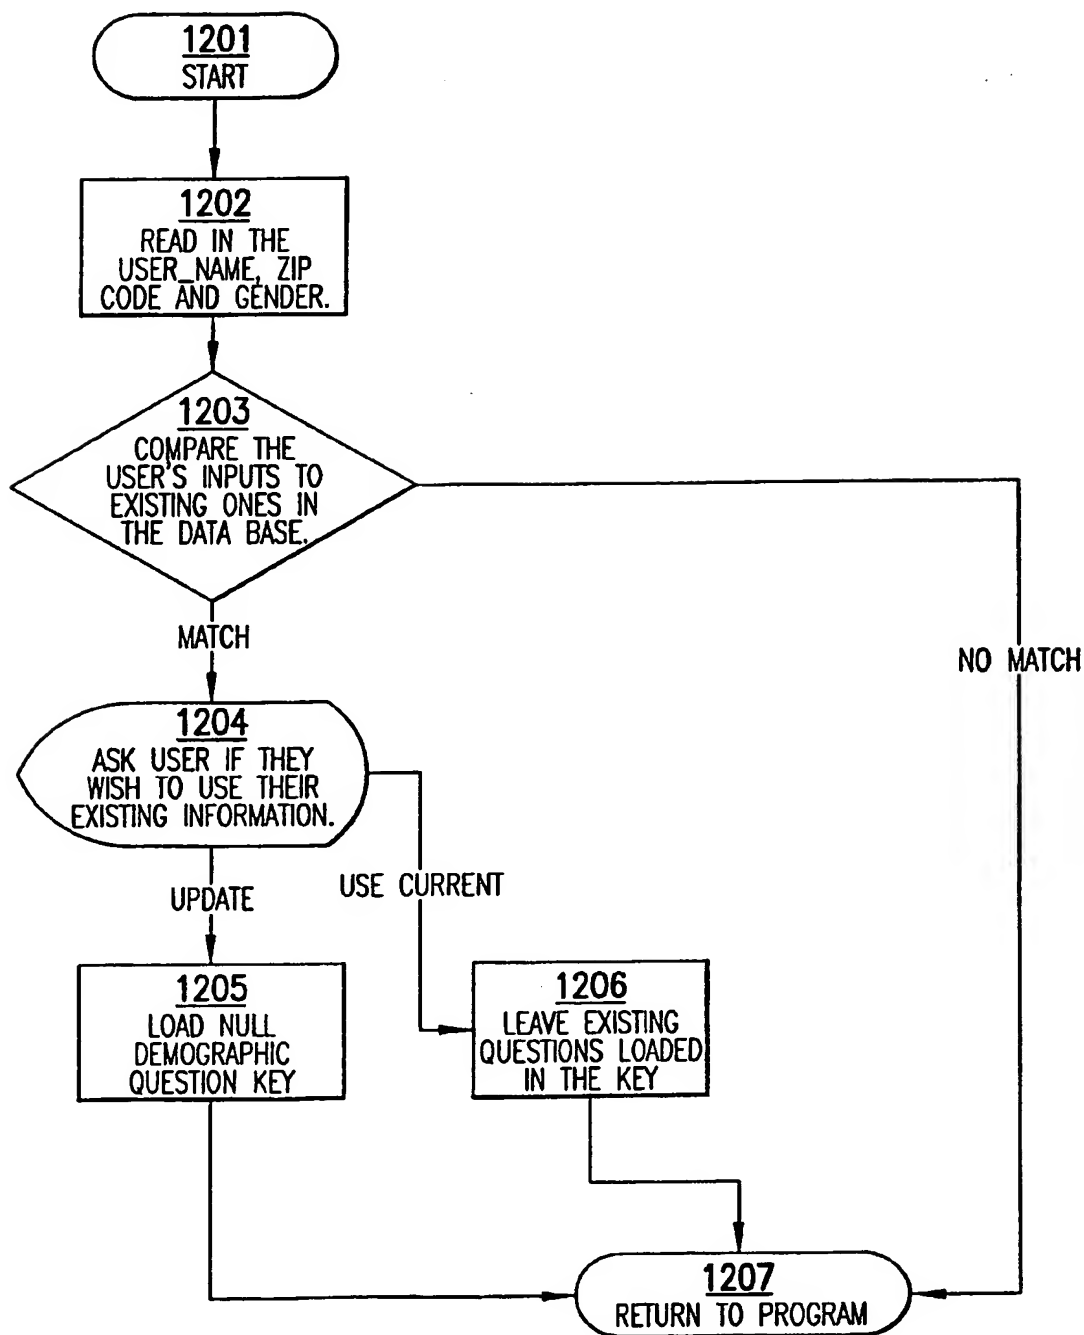 1201
START
1202
READ IN THE
USER_NAME, ZIP
CODE AND GENDER.
1203
COMPARE THE
USER'S INPUTS TO
EXISTING ONES IN
THE DATA BASE.
MATCH
NO MATCH
1204
ASK USER IF THEY
WISH TO USE THEIR
EXISTING INFORMATION.
UPDATE
USE CURRENT
1205
LOAD NULL
DEMOGRAPHIC
QUESTION KEY
1206
LEAVE EXISTING
QUESTIONS LOADED
IN THE KEY
1207
RETURN TO PROGRAM